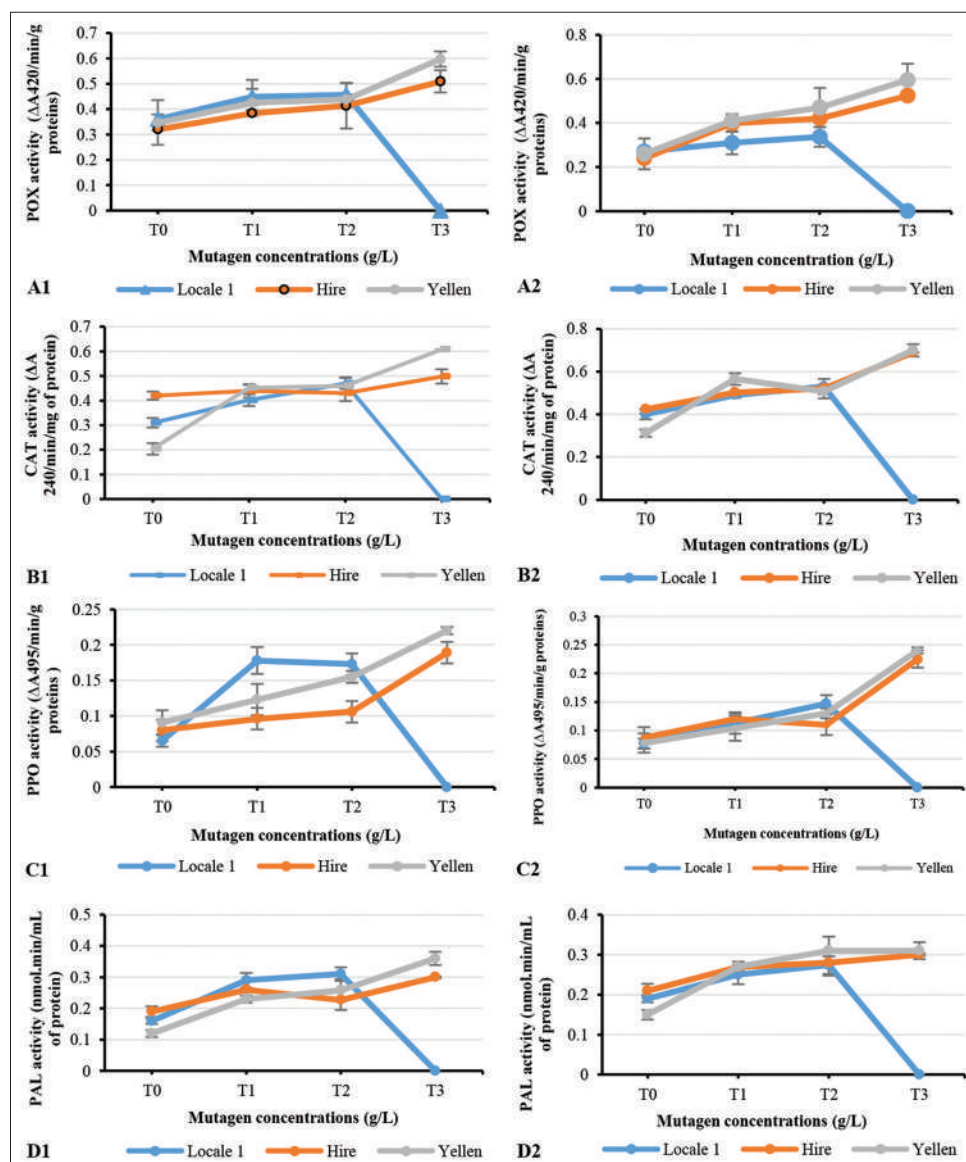 POX activity (ΔA420/min/g
proteins)
0.7
0.6
0.5
0.4
0.3
0.2
0.1
0
T0 T1 T2 T3
Mutagen concentrations (g/L)
A1 Locale 1 Hire Yellen
POX activity (ΔA420/min/g
proteins)
0.8
0.6
0.4
0.2
0
T0 T1 T2 T3
Mutagen concentration (g/L)
A2 Locale 1 Hire Yellen
CAT activity (ΔA
240/min/mg of protein)
0.7
0.6
0.5
0.4
0.3
0.2
0.1
0
T0 T1 T2 T3
Mutagen concentrations (g/L)
B1 Locale 1 Hire Yellen
CAT activity (ΔA
240/min/mg of protein)
0.8
0.6
0.4
0.2
0
T0 T1 T2 T3
Mutagen contrations (g/L)
B2 Locale 1 Hire Yellen
PPO activity (ΔA495/min/g
proteins)
0.25
0.2
0.15
0.1
0.05
0
T0 T1 T2 T3
Mutagen concentrations (g/L)
C1 Locale 1 Hire Yellen
PPO activity (ΔA495/min/g proteins)
0.3
0.25
0.2
0.15
0.1
0.05
0
T0 T1 T2 T3
Mutagen concentrations (g/L)
C2 Locale 1 Hire Yellen
PAL activity (nmol.min/mL
of protein)
0.5
0.4
0.3
0.2
0.1
0
T0 T1 T2 T3
Mutagen concentrations (g/L)
D1 Locale 1 Hire Yellen
PAL activity (nmol.min/mL
of protein)
0.4
0.3
0.2
0.1
0
T0 T1 T2 T3
Mutagen concentrations (g/L)
D2 Locale 1 Hire Yellen